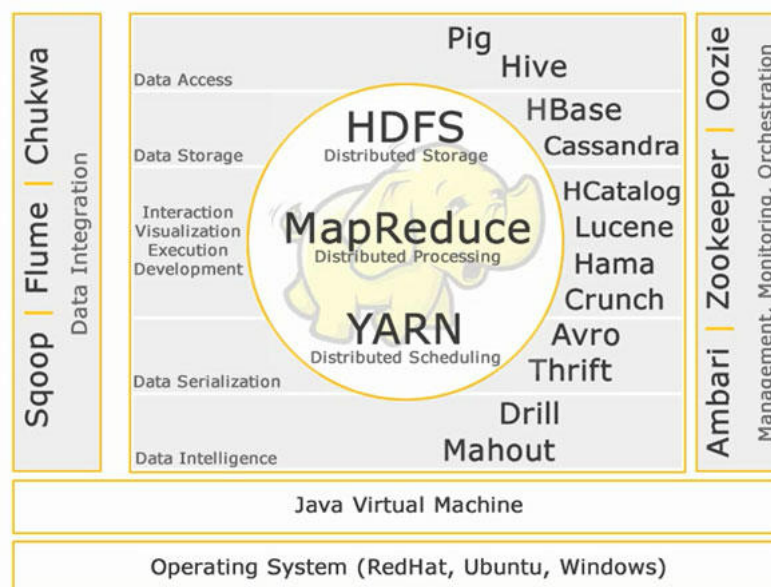 Sqoop | Flume | Chukwa
Data Integration
Pig
Hive
Data Access
HDFS
Distributed Storage
HBase
Cassandra
Data Storage
Interaction
Visualization
Execution
Development
MapReduce
Distributed Processing
HCatalog
Lucene
Hama
Crunch
YARN
Distributed Scheduling
Avro
Thrift
Data Serialization
Drill
Mahout
Data Intelligence
Ambari | Zookeeper | Oozie
Management, Monitoring, Orchestration
Java Virtual Machine
Operating System (RedHat, Ubuntu, Windows)